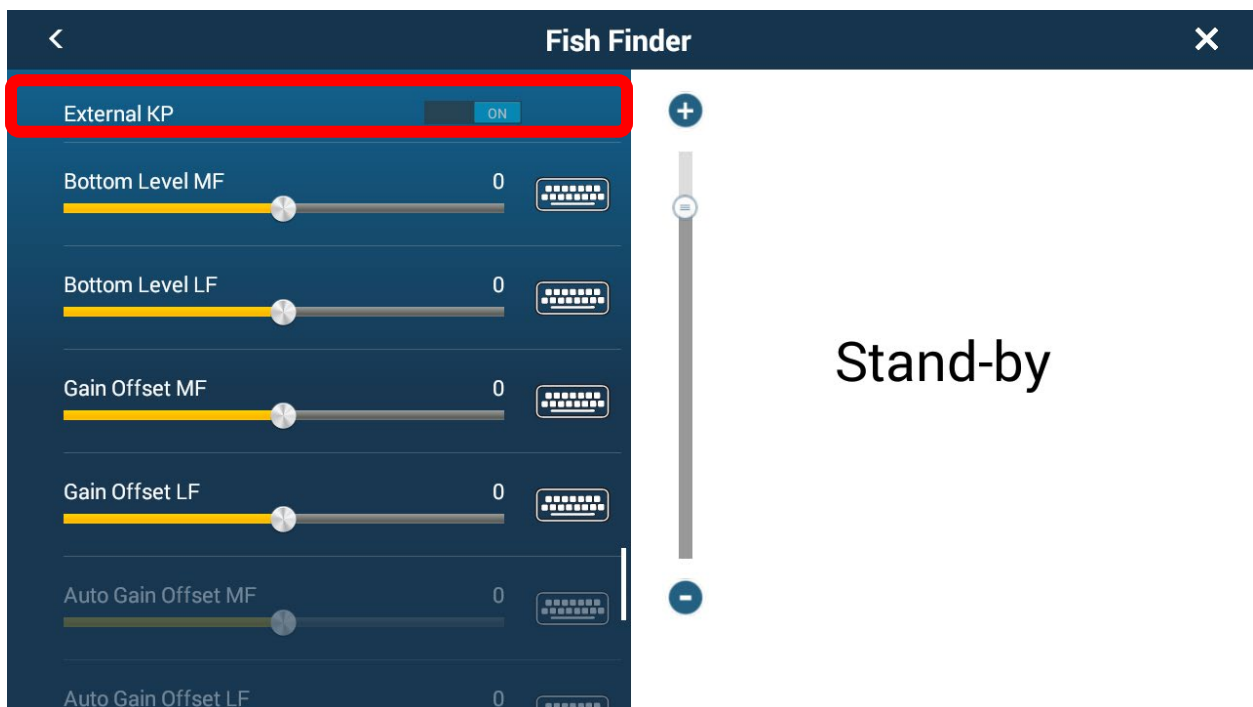 Fish Finder
External KP
ON
Bottom Level MF 0
Bottom Level LF 0
Gain Offset MF 0
Gain Offset LF 0
Auto Gain Offset MF 0
Auto Gain Offset LF 0
Stand-by